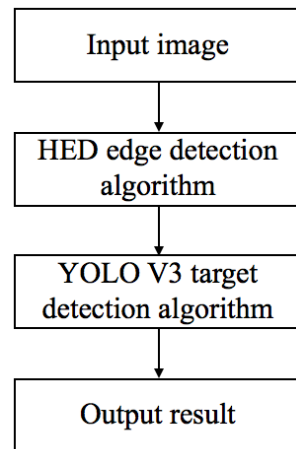 Input image
HED edge detection
algorithm
YOLO V3 target
detection algorithm
Output result